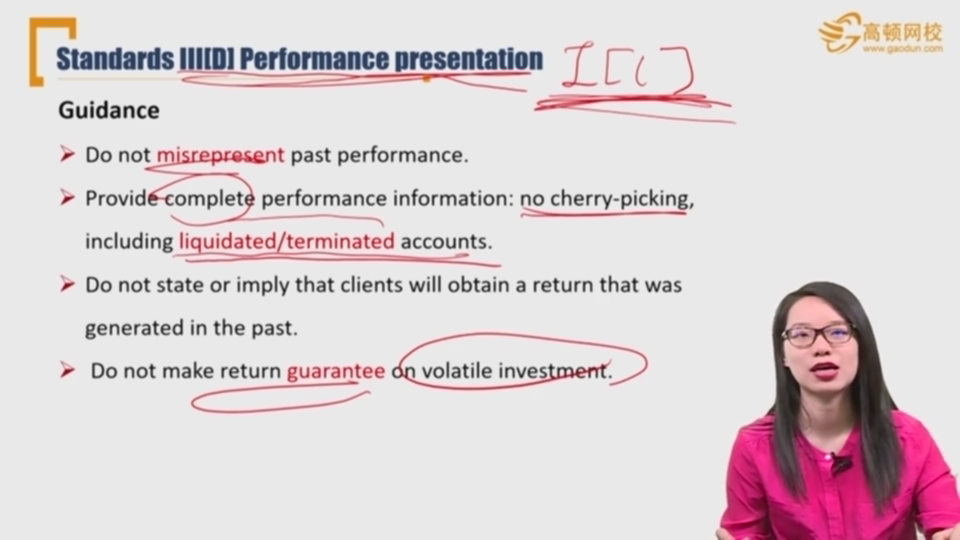 高顿网校
www.gaodun.com
Standards III[D] Performance presentation I[C]
Guidance
Do not misrepresent past performance.
Provide complete performance information: no cherry-picking,
including liquidated/terminated accounts.
Do not state or imply that clients will obtain a return that was
generated in the past.
Do not make return guarantee on volatile investment.